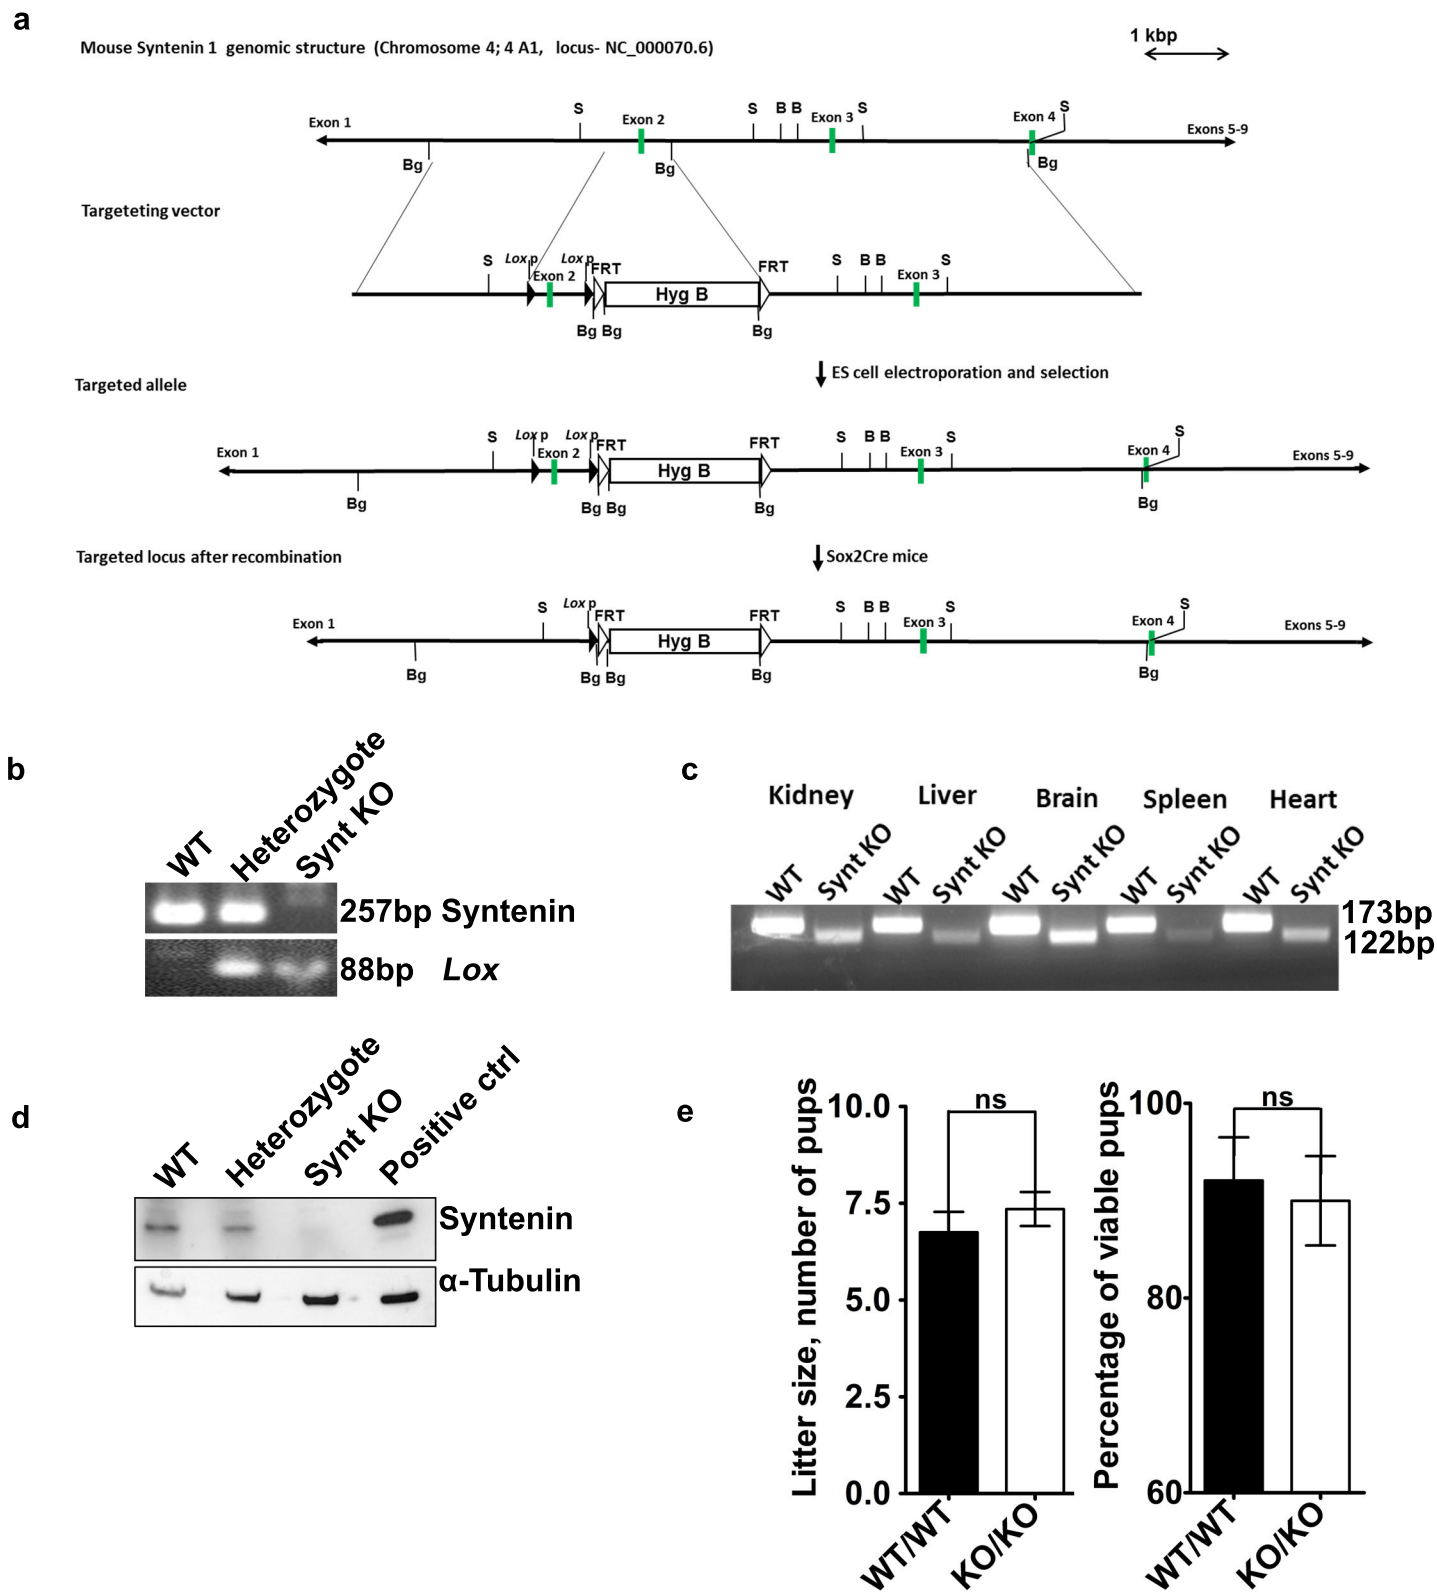 a
Mouse Syntenin 1 genomic structure (Chromosome 4; 4 A1, locus- NC_000070.6)
1 kbp
Exon 1 S Exon 2 S B B Exon 3 S Exon 4 S Exons 5-9
Bg Bg Bg
Targeteting vector
S Lox p Exon 2 Lox p FRT Hyg B FRT S B B Exon 3 S
Bg Bg Bg
ES cell electroporation and selection
Targeted allele
Exon 1 S Lox p Exon 2 Lox p FRT Hyg B FRT S B B Exon 3 S Exon 4 S Exons 5-9
Bg Bg Bg Bg Bg
Targeted locus after recombination
Sox2Cre mice
Exon 1 S Lox p FRT Hyg B FRT S B B Exon 3 S Exon 4 S Exons 5-9
Bg Bg Bg Bg Bg
b
WT Heterozygote Synt KO
257bp Syntenin
88bp Lox
c
Kidney Liver Brain Spleen Heart
WT Synt KO WT Synt KO WT Synt KO WT Synt KO WT Synt KO
173bp
122bp
d
WT Heterozygote Synt KO Positive ctrl
Syntenin
α-Tubulin
e
Litter size, number of pups
10.0
7.5
5.0
2.5
0.0
ns
WT/WT KO/KO
Percentage of viable pups
100
80
60
ns
WT/WT KO/KO